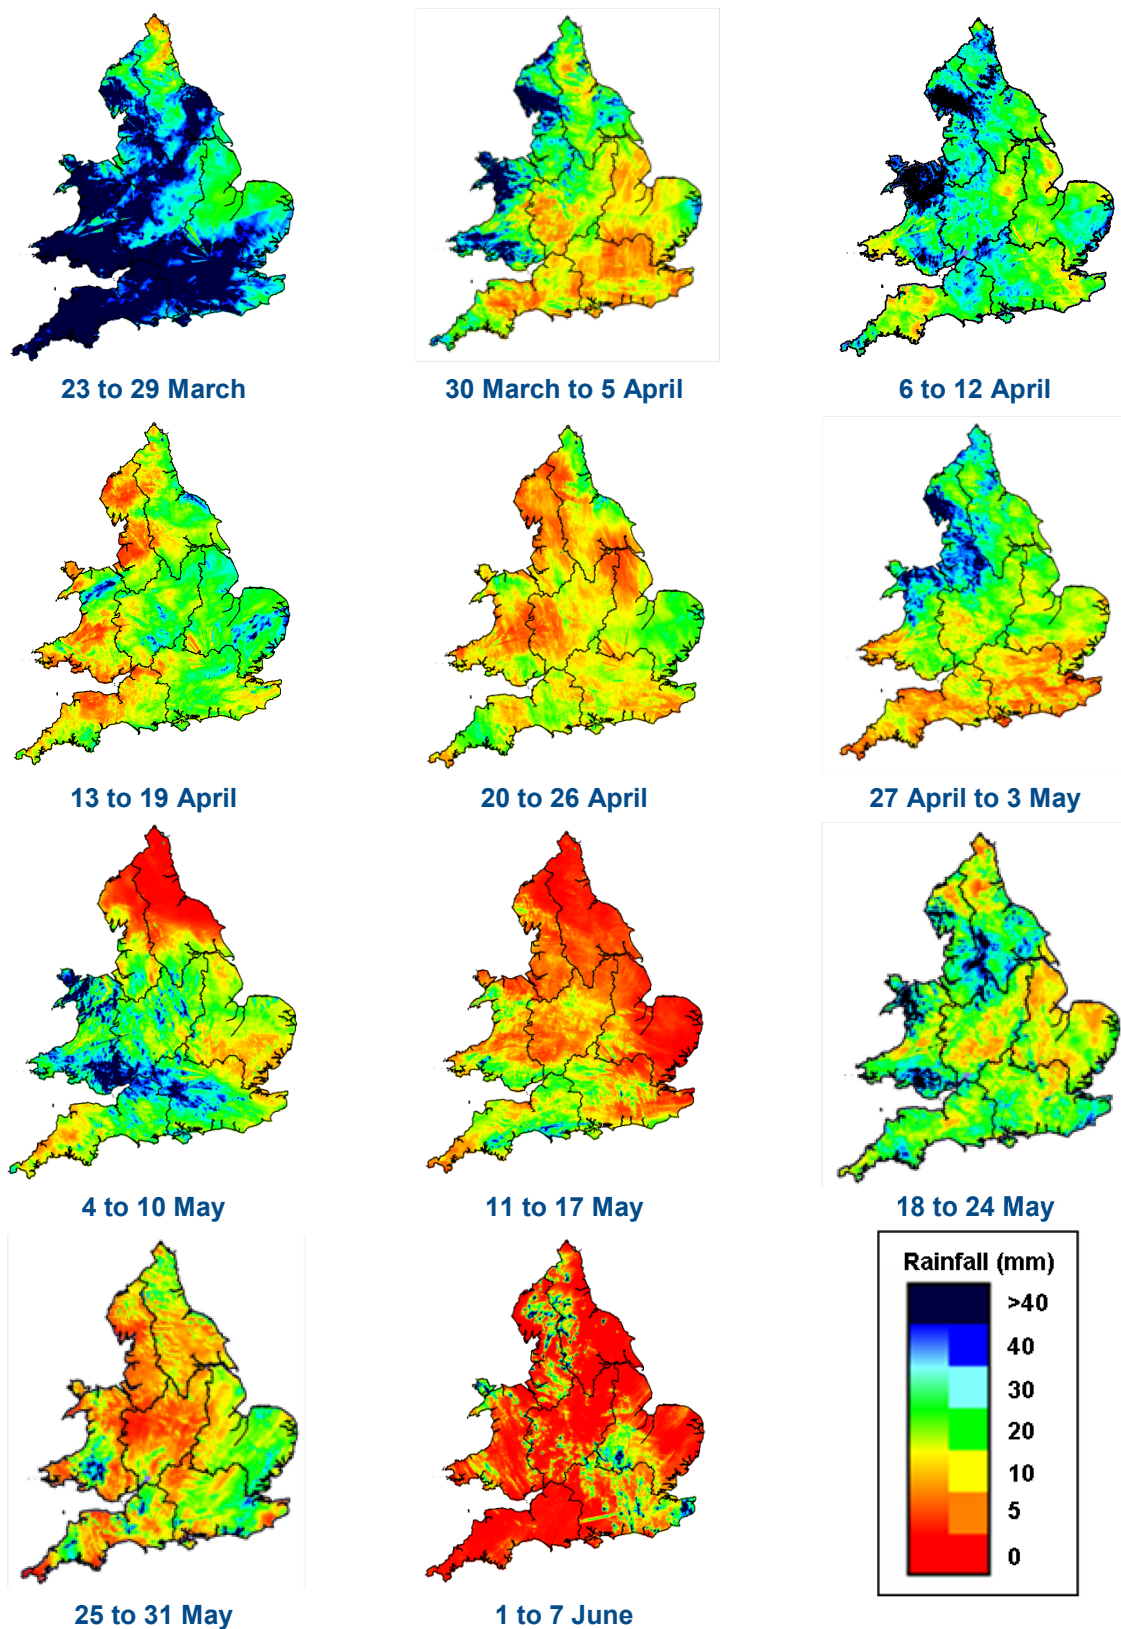 23 to 29 March
30 March to 5 April
6 to 12 April
13 to 19 April
20 to 26 April
27 April to 3 May
4 to 10 May
11 to 17 May
18 to 24 May
Rainfall (mm)
>40
40
30
20
10
5
0
25 to 31 May
1 to 7 June